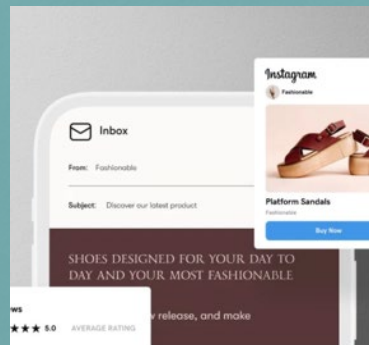 Instagram
Fashionable
Inbox
From: Fashionable
Subject: Discover our latest product
Platform Sandals
Fashionable
Buy Now
SHOES DESIGNED FOR YOUR DAY TO
DAY AND YOUR MOST FASHIONABLE
release, and make
★★★ 5.0 AVERAGE RATING